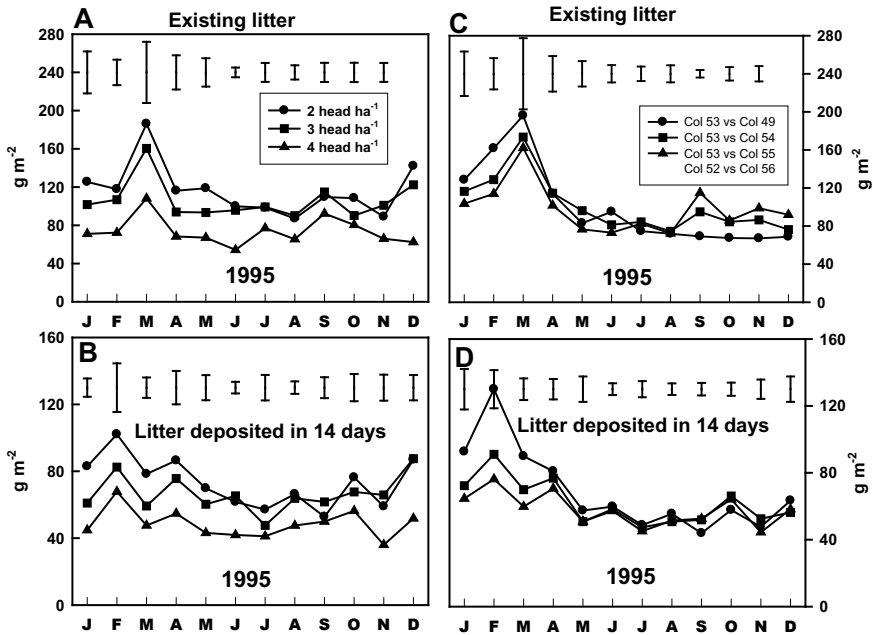 A
Existing litter
280
240
200
160
120
80
40
0
g m-2
2 head ha-1
3 head ha-1
4 head ha-1
1995
J F M A M J J A S O N D
C
Existing litter
280
240
200
160
120
80
40
0
g m-2
Col 53 vs Col 49
Col 53 vs Col 54
Col 53 vs Col 55
Col 52 vs Col 56
1995
J F M A M J J A S O N D
B
160
120
80
40
0
g m-2
Litter deposited in 14 days
1995
J F M A M J J A S O N D
D
160
120
80
40
0
g m-2
Litter deposited in 14 days
1995
J F M A M J J A S O N D